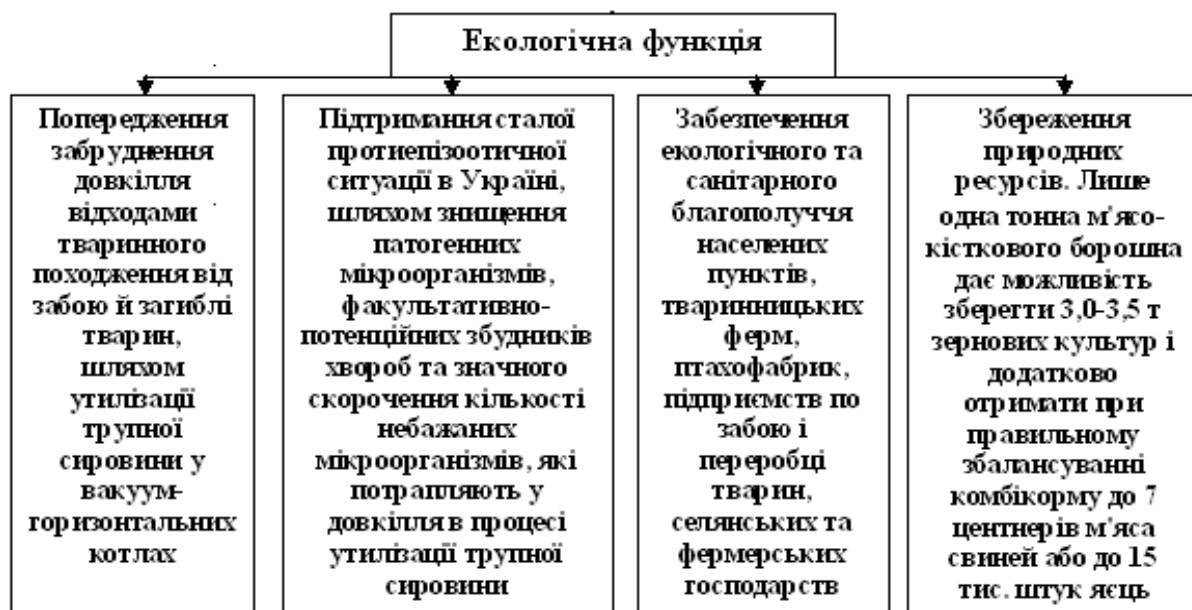 Екологічна функція
Попередження
забруднення
довкілля
відходами
тваринного
походження від
забою й загиблі
тварин,
шляхом
утилізації
трупної
сировини у
вакуум-
горизонтальних
котлах
Підтримання сталої
протиепізоотичної
ситуації в Україні,
шляхом знищення
патогенних
мікроорганізмів,
факультативно-
потенційних збудників
хвороб та значного
скорочення кількості
небажаних
мікроорганізмів, які
потрапляють у
довкілля в процесі
утилізації трупної
сировини
Забезпечення
екологічного та
санітарного
благополуччя
населених
пунктів,
тваринницьких
ферм,
птахофабрик,
підприємств по
забою і
переробці
тварин,
селянських та
фермерських
господарств
Збереження
природних
ресурсів. Лише
одна тонна м'ясо-
кісткового борошна
дає можливість
зберегти 3,0-3,5 т
зернових культур і
додатково
отримати при
правильному
збалансуванні
комбікорму до 7
центнерів м'яса
свиней або до 15
тис. штук яєць